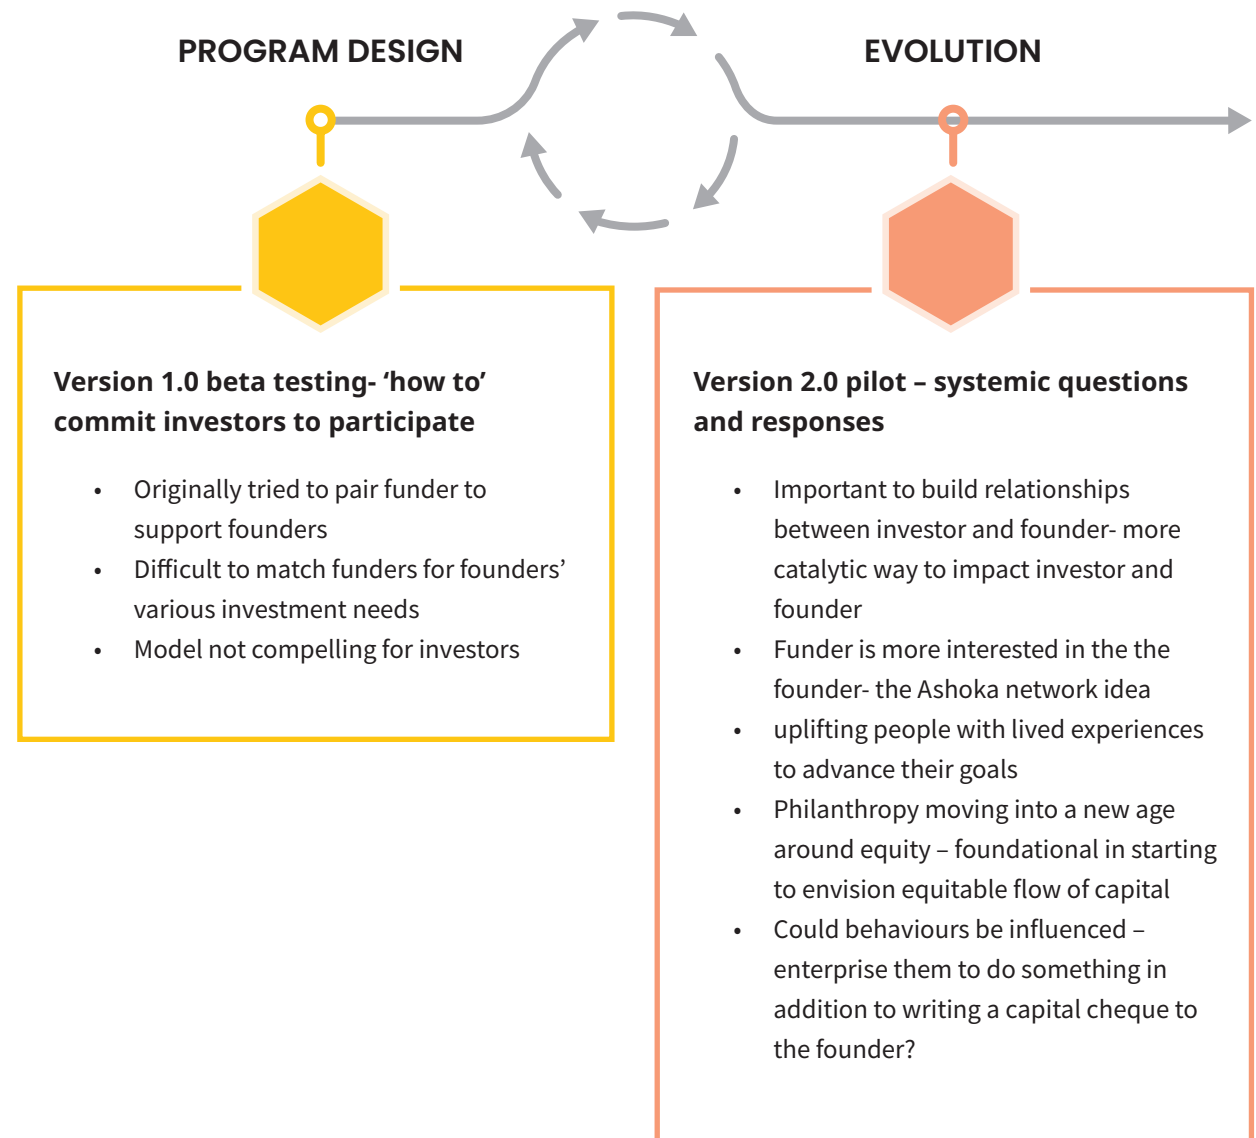 PROGRAM DESIGN
EVOLUTION
Version 1.0 beta testing- ‘how to’
commit investors to participate
• Originally tried to pair funder to
support founders
• Difficult to match funders for founders’
various investment needs
• Model not compelling for investors
Version 2.0 pilot – systemic questions
and responses
• Important to build relationships
between investor and founder- more
catalytic way to impact investor and
founder
• Funder is more interested in the the
founder- the Ashoka network idea
• uplifting people with lived experiences
to advance their goals
• Philanthropy moving into a new age
around equity – foundational in starting
to envision equitable flow of capital
• Could behaviours be influenced –
enterprise them to do something in
addition to writing a capital cheque to
the founder?